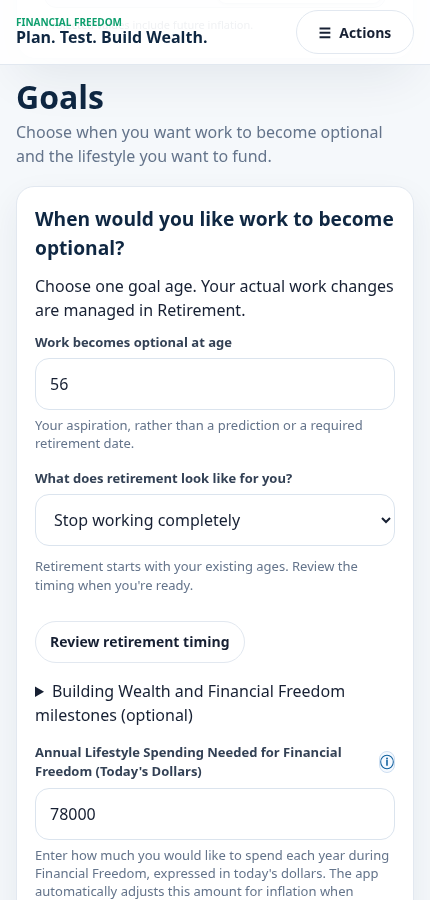 FINANCIAL FREEDOM
Plan. Test. Build Wealth.
include future inflation.
☰ Actions
Goals
Choose when you want work to become optional
and the lifestyle you want to fund.
When would you like work to become
optional?
Choose one goal age. Your actual work changes
are managed in Retirement.
Work becomes optional at age
56
Your aspiration, rather than a prediction or a required
retirement date.
What does retirement look like for you?
Stop working completely
Retirement starts with your existing ages. Review the
timing when you're ready.
Review retirement timing
▶ Building Wealth and Financial Freedom
milestones (optional)
Annual Lifestyle Spending Needed for Financial
Freedom (Today's Dollars)
ⓘ
78000
Enter how much you would like to spend each year during
Financial Freedom, expressed in today's dollars. The app
automatically adjusts this amount for inflation when